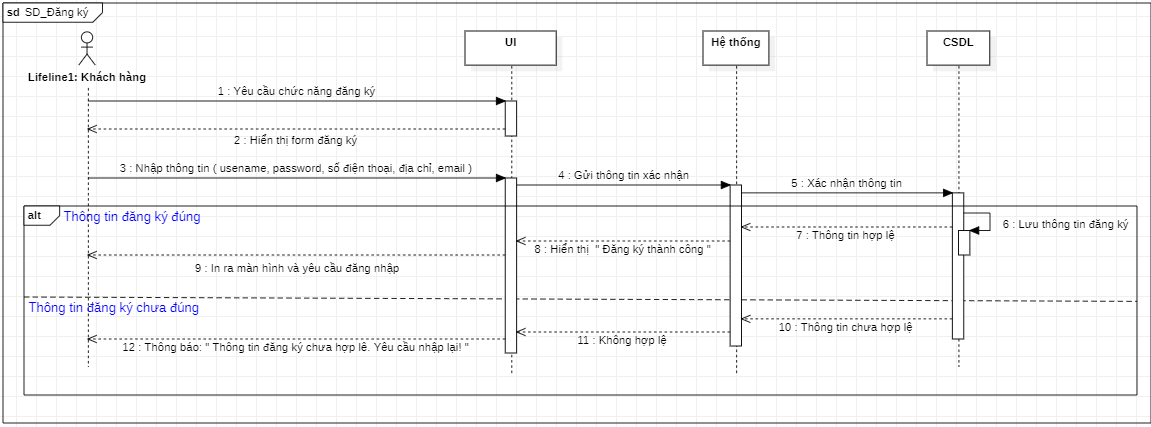 sd SD_Đăng ký
UI
Hệ thống
CSDL
Lifeline1: Khách hàng
1 : Yêu cầu chức năng đăng ký
2 : Hiển thị form đăng ký
3 : Nhập thông tin ( usename, password, số điện thoại, địa chỉ, email )
4 : Gửi thông tin xác nhận
5 : Xác nhận thông tin
alt Thông tin đăng ký đúng
6 : Lưu thông tin đăng ký
7 : Thông tin hợp lệ
8 : Hiển thị " Đăng ký thành công "
9 : In ra màn hình và yêu cầu đăng nhập
Thông tin đăng ký chưa đúng
10 : Thông tin chưa hợp lệ
11 : Không hợp lệ
12 : Thông báo: " Thông tin đăng ký chưa hợp lê. Yêu cầu nhập lại! "